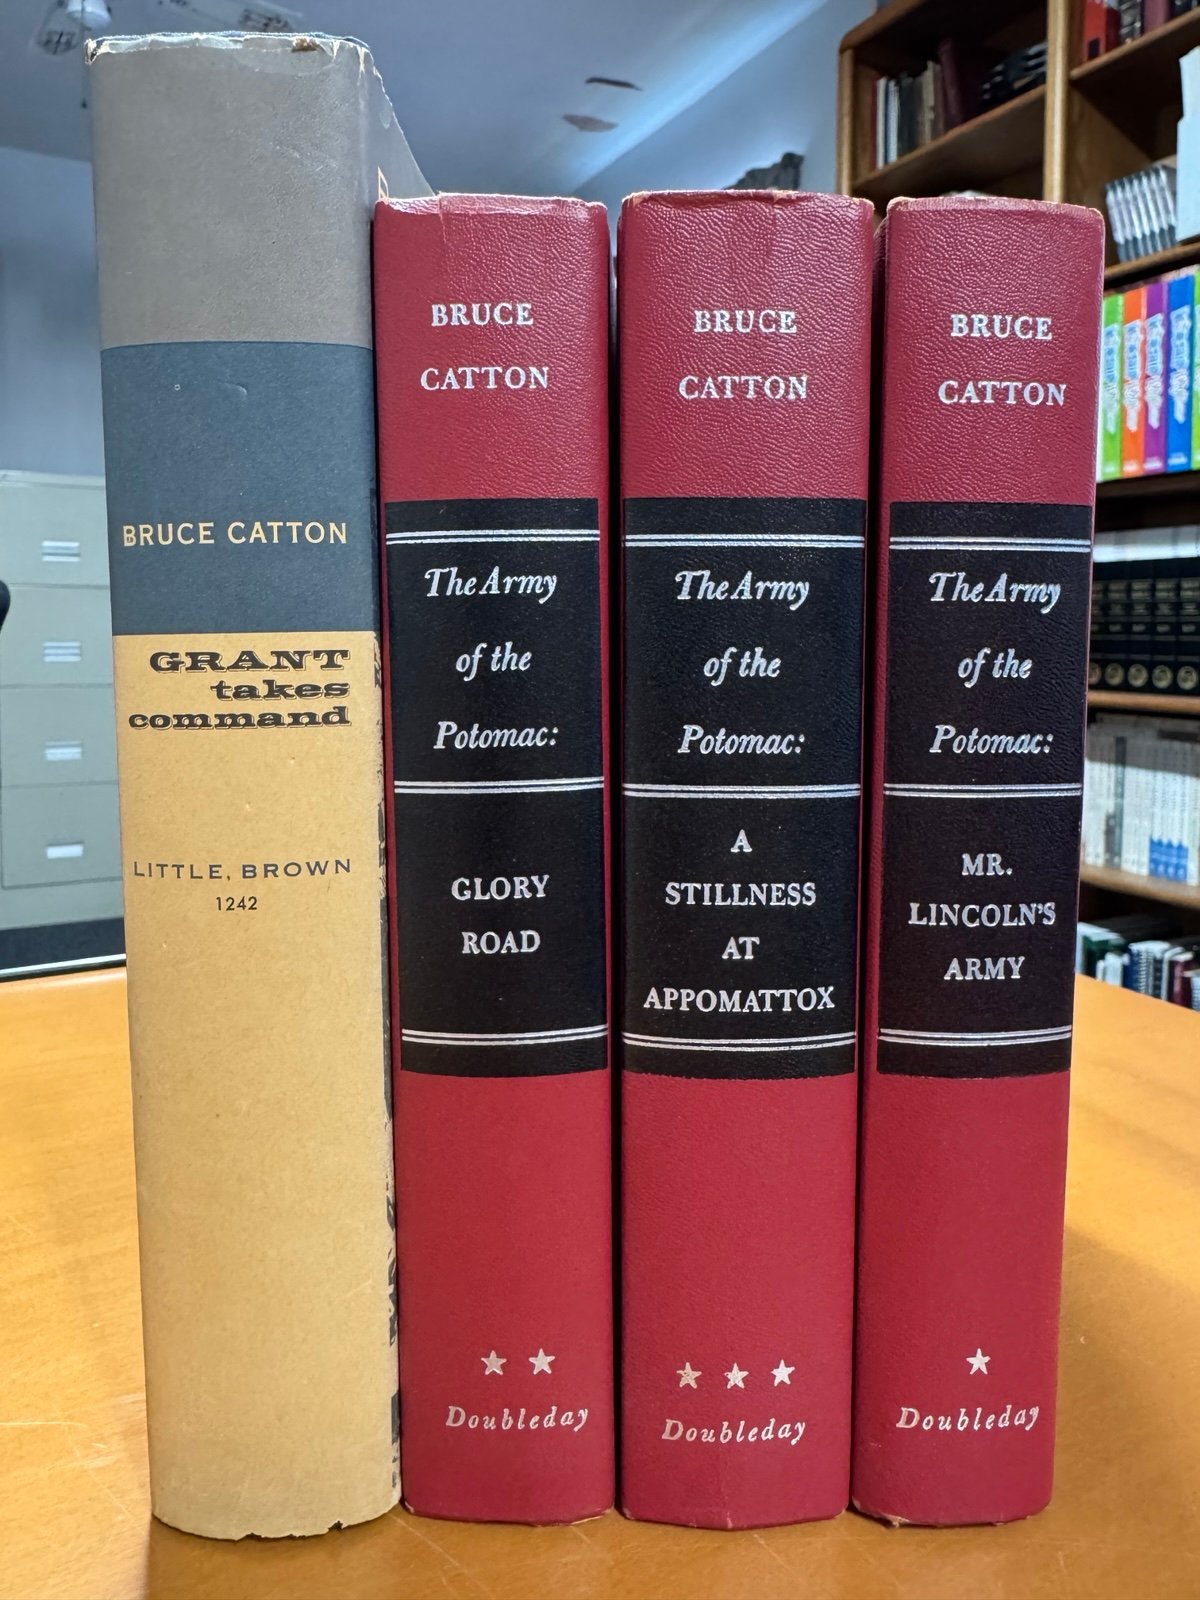 BRUCE CATTON
GRANT
takes
command
LITTLE, BROWN
1242
BRUCE
CATTON
The Army
of the
Potomac:
GLORY
ROAD
Doubleday
BRUCE
CATTON
The Army
of the
Potomac:
A
STILLNESS
AT
APPOMATTOX
Doubleday
BRUCE
CATTON
The Army
of the
Potomac:
MR.
LINCOLN'S
ARMY
Doubleday